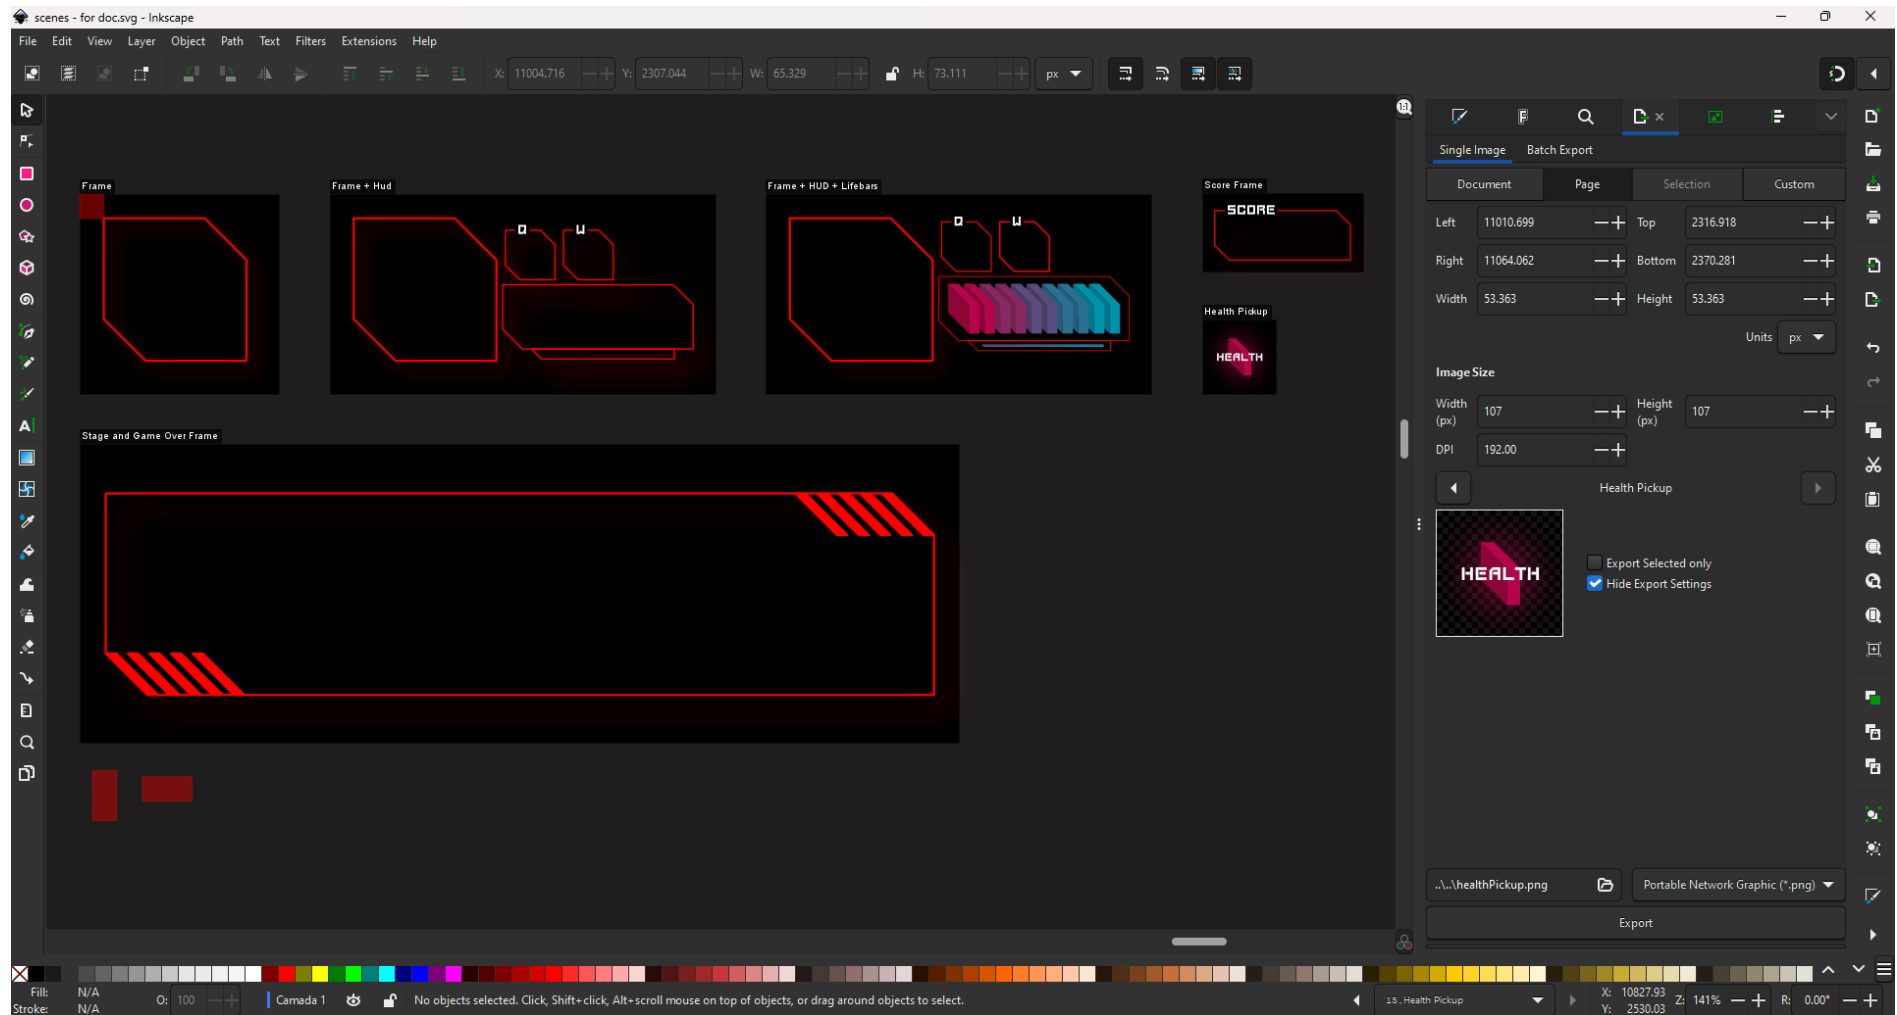 scenes - for doc.svg - Inkscape
File Edit View Layer Object Path Text Filters Extensions Help
X: 11004.716 Y: 2307.044 W: 65.329 H: 73.111 px
Single Image Batch Export
Document Page Selection Custom
Left 11010.699 Top 2316.918
Right 11064.062 Bottom 2370.281
Width 53.363 Height 53.363
Units px
Image Size
Width (px) 107 Height (px) 107
DPI 192.00
Health Pickup
HEALTH
Export Selected only
Hide Export Settings
..\..\healthPickup.png Portable Network Graphic (*.png)
Export
Frame
Frame + Hud
Q W
Frame + HUD + Lifebars
Q W
Score Frame
SCORE
Health Pickup
HEALTH
Stage and Game Over Frame
Fill: N/A
Stroke: N/A
O: 100
Camada 1
No objects selected. Click, Shift+click, Alt+scroll mouse on top of objects, or drag around objects to select.
15. Health Pickup
X: 10827.93
Y: 2530.03
Z: 141%
R: 0.00°